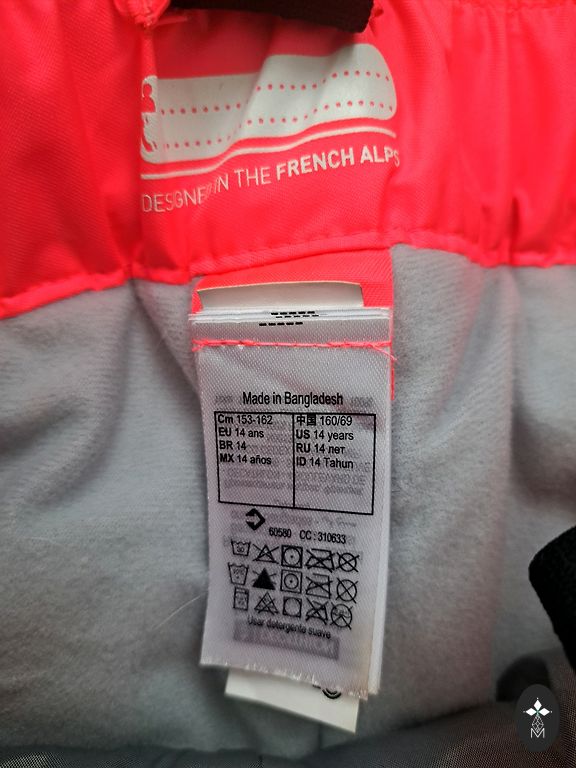 DESIGNED IN THE FRENCH ALPS
Made in Bangladesh
Cm 153-162
EU 14 ans
BR 14
MX 14 años
中国 160/69
US 14 years
RU 14 лет
ID 14 Tahun
60580 CC : 310633
Usar detergente suave
M